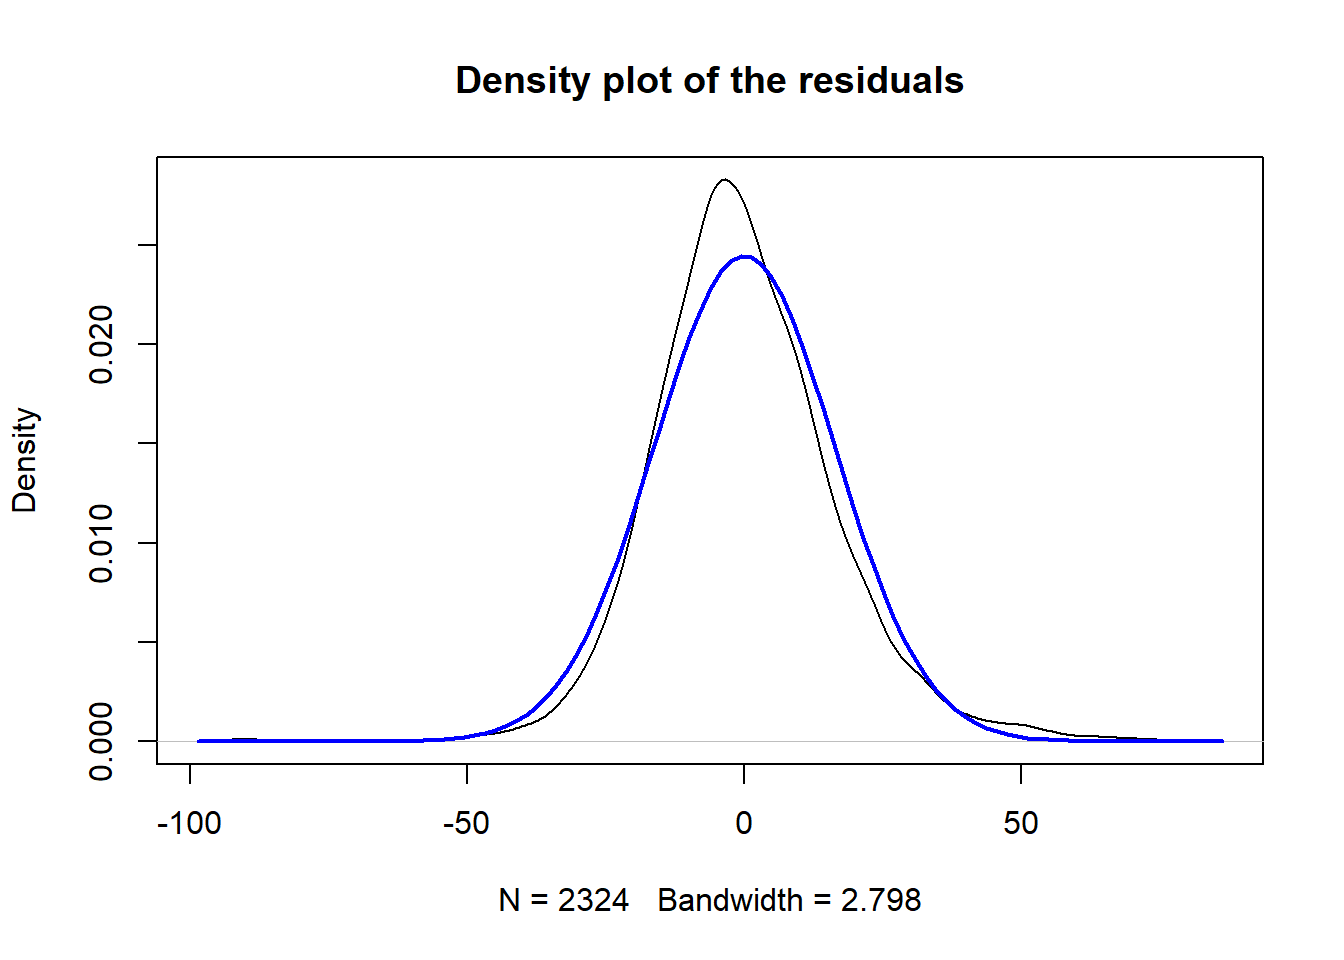 Density plot of the residuals
Density
0.000 0.010 0.020
-100 -50 0 50
N = 2324 Bandwidth = 2.798